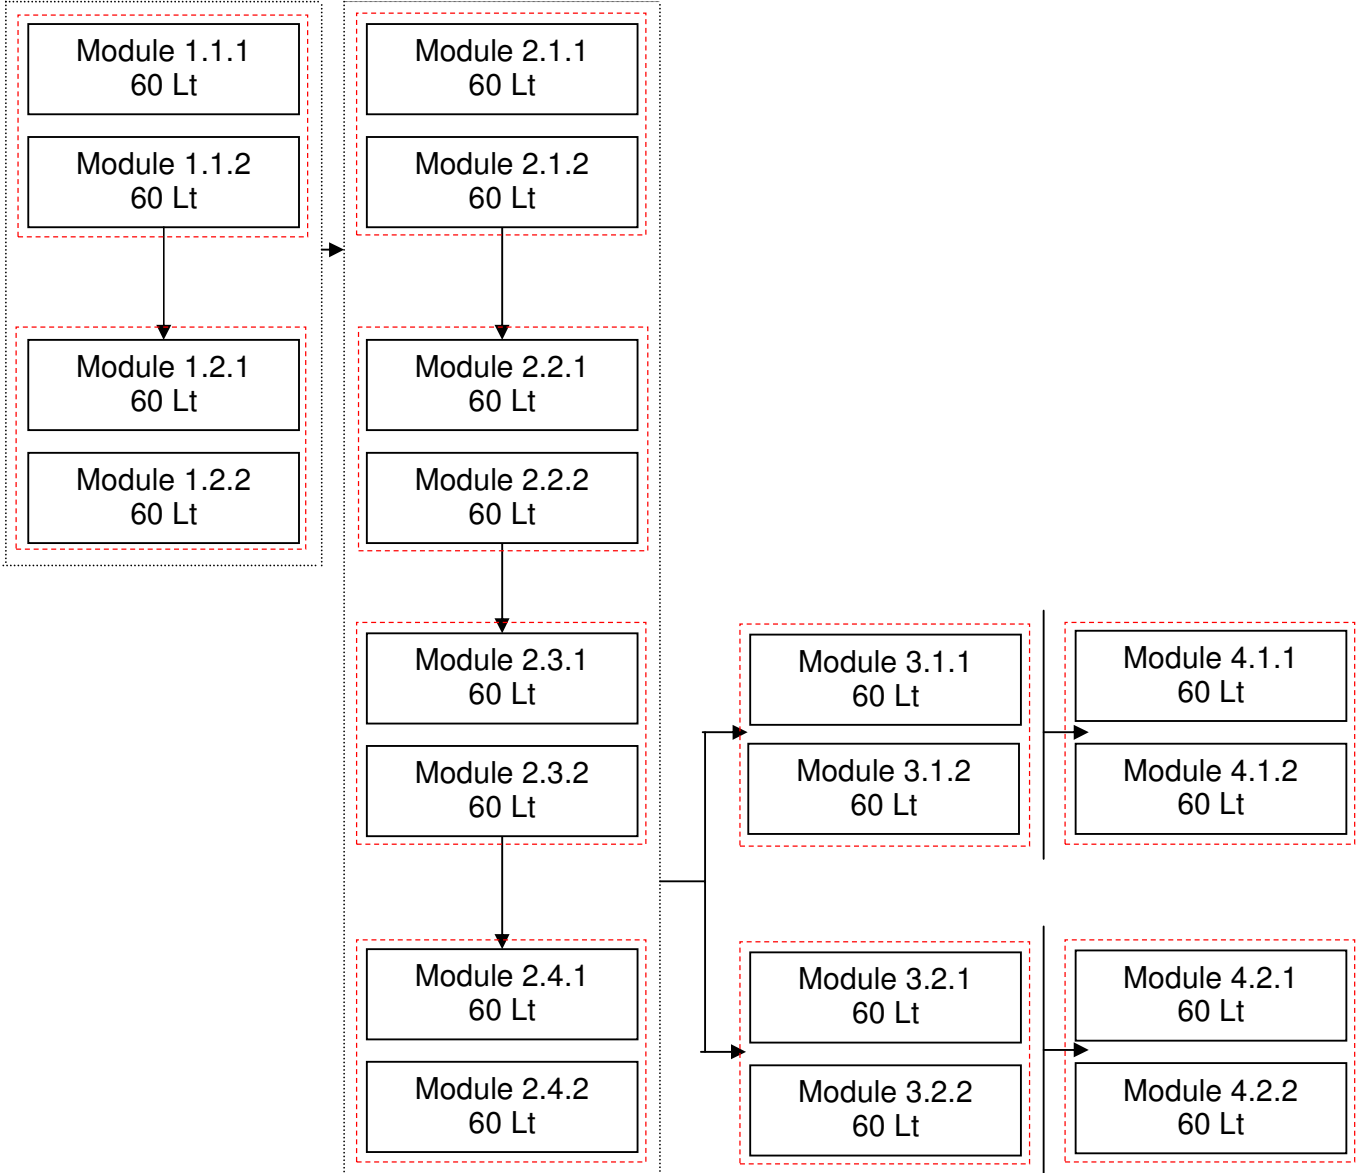 Module 1.1.1
60 Lt
Module 1.1.2
60 Lt
Module 1.2.1
60 Lt
Module 1.2.2
60 Lt
Module 2.1.1
60 Lt
Module 2.1.2
60 Lt
Module 2.2.1
60 Lt
Module 2.2.2
60 Lt
Module 2.3.1
60 Lt
Module 2.3.2
60 Lt
Module 2.4.1
60 Lt
Module 2.4.2
60 Lt
Module 3.1.1
60 Lt
Module 3.1.2
60 Lt
Module 3.2.1
60 Lt
Module 3.2.2
60 Lt
Module 4.1.1
60 Lt
Module 4.1.2
60 Lt
Module 4.2.1
60 Lt
Module 4.2.2
60 Lt